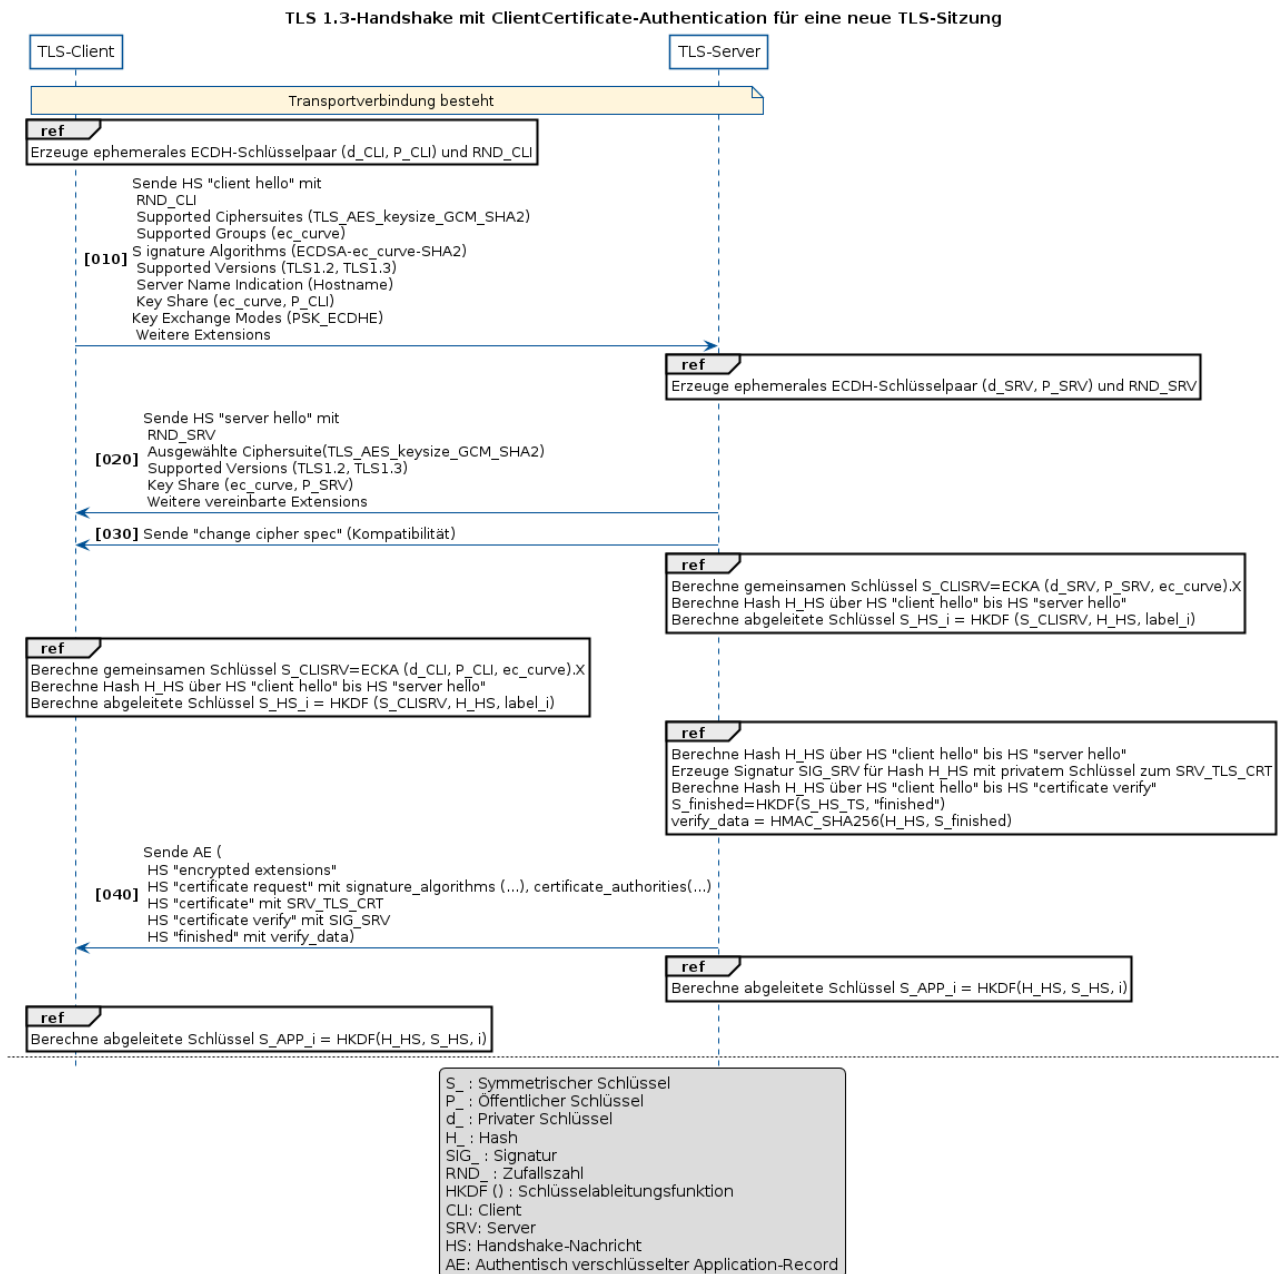 TLS 1.3-Handshake mit ClientCertificate-Authentication für eine neue TLS-Sitzung
TLS-Client
TLS-Server
Transportverbindung besteht
ref
Erzeuge ephemerales ECDH-Schlüsselpaar (d_CLI, P_CLI) und RND_CLI
Sende HS "client hello" mit
RND_CLI
Supported Ciphersuites (TLS_AES_keysize_GCM_SHA2)
Supported Groups (ec_curve)
S ignature Algorithms (ECDSA-ec_curve-SHA2)
[010]
Supported Versions (TLS1.2, TLS1.3)
Server Name Indication (Hostname)
Key Share (ec_curve, P_CLI)
Key Exchange Modes (PSK_ECDHE)
Weitere Extensions
ref
Erzeuge ephemerales ECDH-Schlüsselpaar (d_SRV, P_SRV) und RND_SRV
Sende HS "server hello" mit
RND_SRV
Ausgewählte Ciphersuite(TLS_AES_keysize_GCM_SHA2)
[020]
Supported Versions (TLS1.2, TLS1.3)
Key Share (ec_curve, P_SRV)
Weitere vereinbarte Extensions
[030] Sende "change cipher spec" (Kompatibilität)
ref
Berechne gemeinsamen Schlüssel S_CLISRV=ECKA (d_SRV, P_SRV, ec_curve).X
Berechne Hash H_HS über HS "client hello" bis HS "server hello"
Berechne abgeleitete Schlüssel S_HS_i = HKDF (S_CLISRV, H_HS, label_i)
ref
Berechne gemeinsamen Schlüssel S_CLISRV=ECKA (d_CLI, P_CLI, ec_curve).X
Berechne Hash H_HS über HS "client hello" bis HS "server hello"
Berechne abgeleitete Schlüssel S_HS_i = HKDF (S_CLISRV, H_HS, label_i)
ref
Berechne Hash H_HS über HS "client hello" bis HS "server hello"
Erzeuge Signatur SIG_SRV für Hash H_HS mit privatem Schlüssel zum SRV_TLS_CRT
Berechne Hash H_HS über HS "client hello" bis HS "certificate verify"
S_finished=HKDF(S_HS_TS, "finished")
verify_data = HMAC_SHA256(H_HS, S_finished)
Sende AE (
HS "encrypted extensions"
HS "certificate request" mit signature_algorithms (...), certificate_authorities(...)
[040]
HS "certificate" mit SRV_TLS_CRT
HS "certificate verify" mit SIG_SRV
HS "finished" mit verify_data)
ref
Berechne abgeleitete Schlüssel S_APP_i = HKDF(H_HS, S_HS, i)
ref
Berechne abgeleitete Schlüssel S_APP_i = HKDF(H_HS, S_HS, i)
S_ : Symmetrischer Schlüssel
P_ : Öffentlicher Schlüssel
d_ : Privater Schlüssel
H_ : Hash
SIG_ : Signatur
RND_ : Zufallszahl
HKDF () : Schlüsselableitungsfunktion
CLI: Client
SRV: Server
HS: Handshake-Nachricht
AE: Authentisch verschlüsselter Application-Record